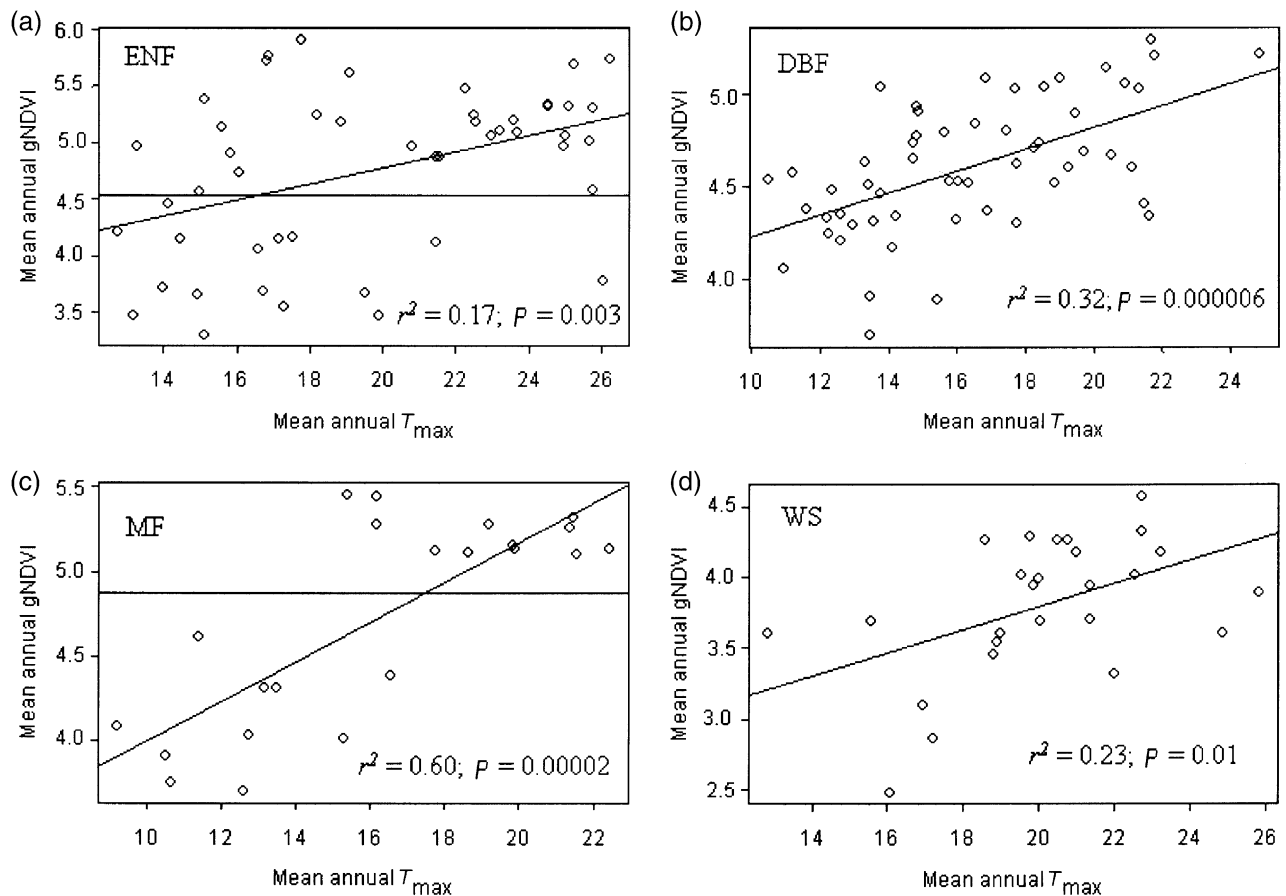 (a)
ENF
Mean annual gNDVI
6.0
5.5
5.0
4.5
4.0
3.5
r² = 0.17; P = 0.003
14 16 18 20 22 24 26
Mean annual Tmax
(b)
DBF
Mean annual gNDVI
5.0
4.5
4.0
r² = 0.32; P = 0.000006
10 12 14 16 18 20 22 24
Mean annual Tmax
(c)
MF
Mean annual gNDVI
5.5
5.0
4.5
4.0
r² = 0.60; P = 0.00002
10 12 14 16 18 20 22
Mean annual Tmax
(d)
WS
Mean annual gNDVI
4.5
4.0
3.5
3.0
2.5
r² = 0.23; P = 0.01
14 16 18 20 22 24 26
Mean annual Tmax